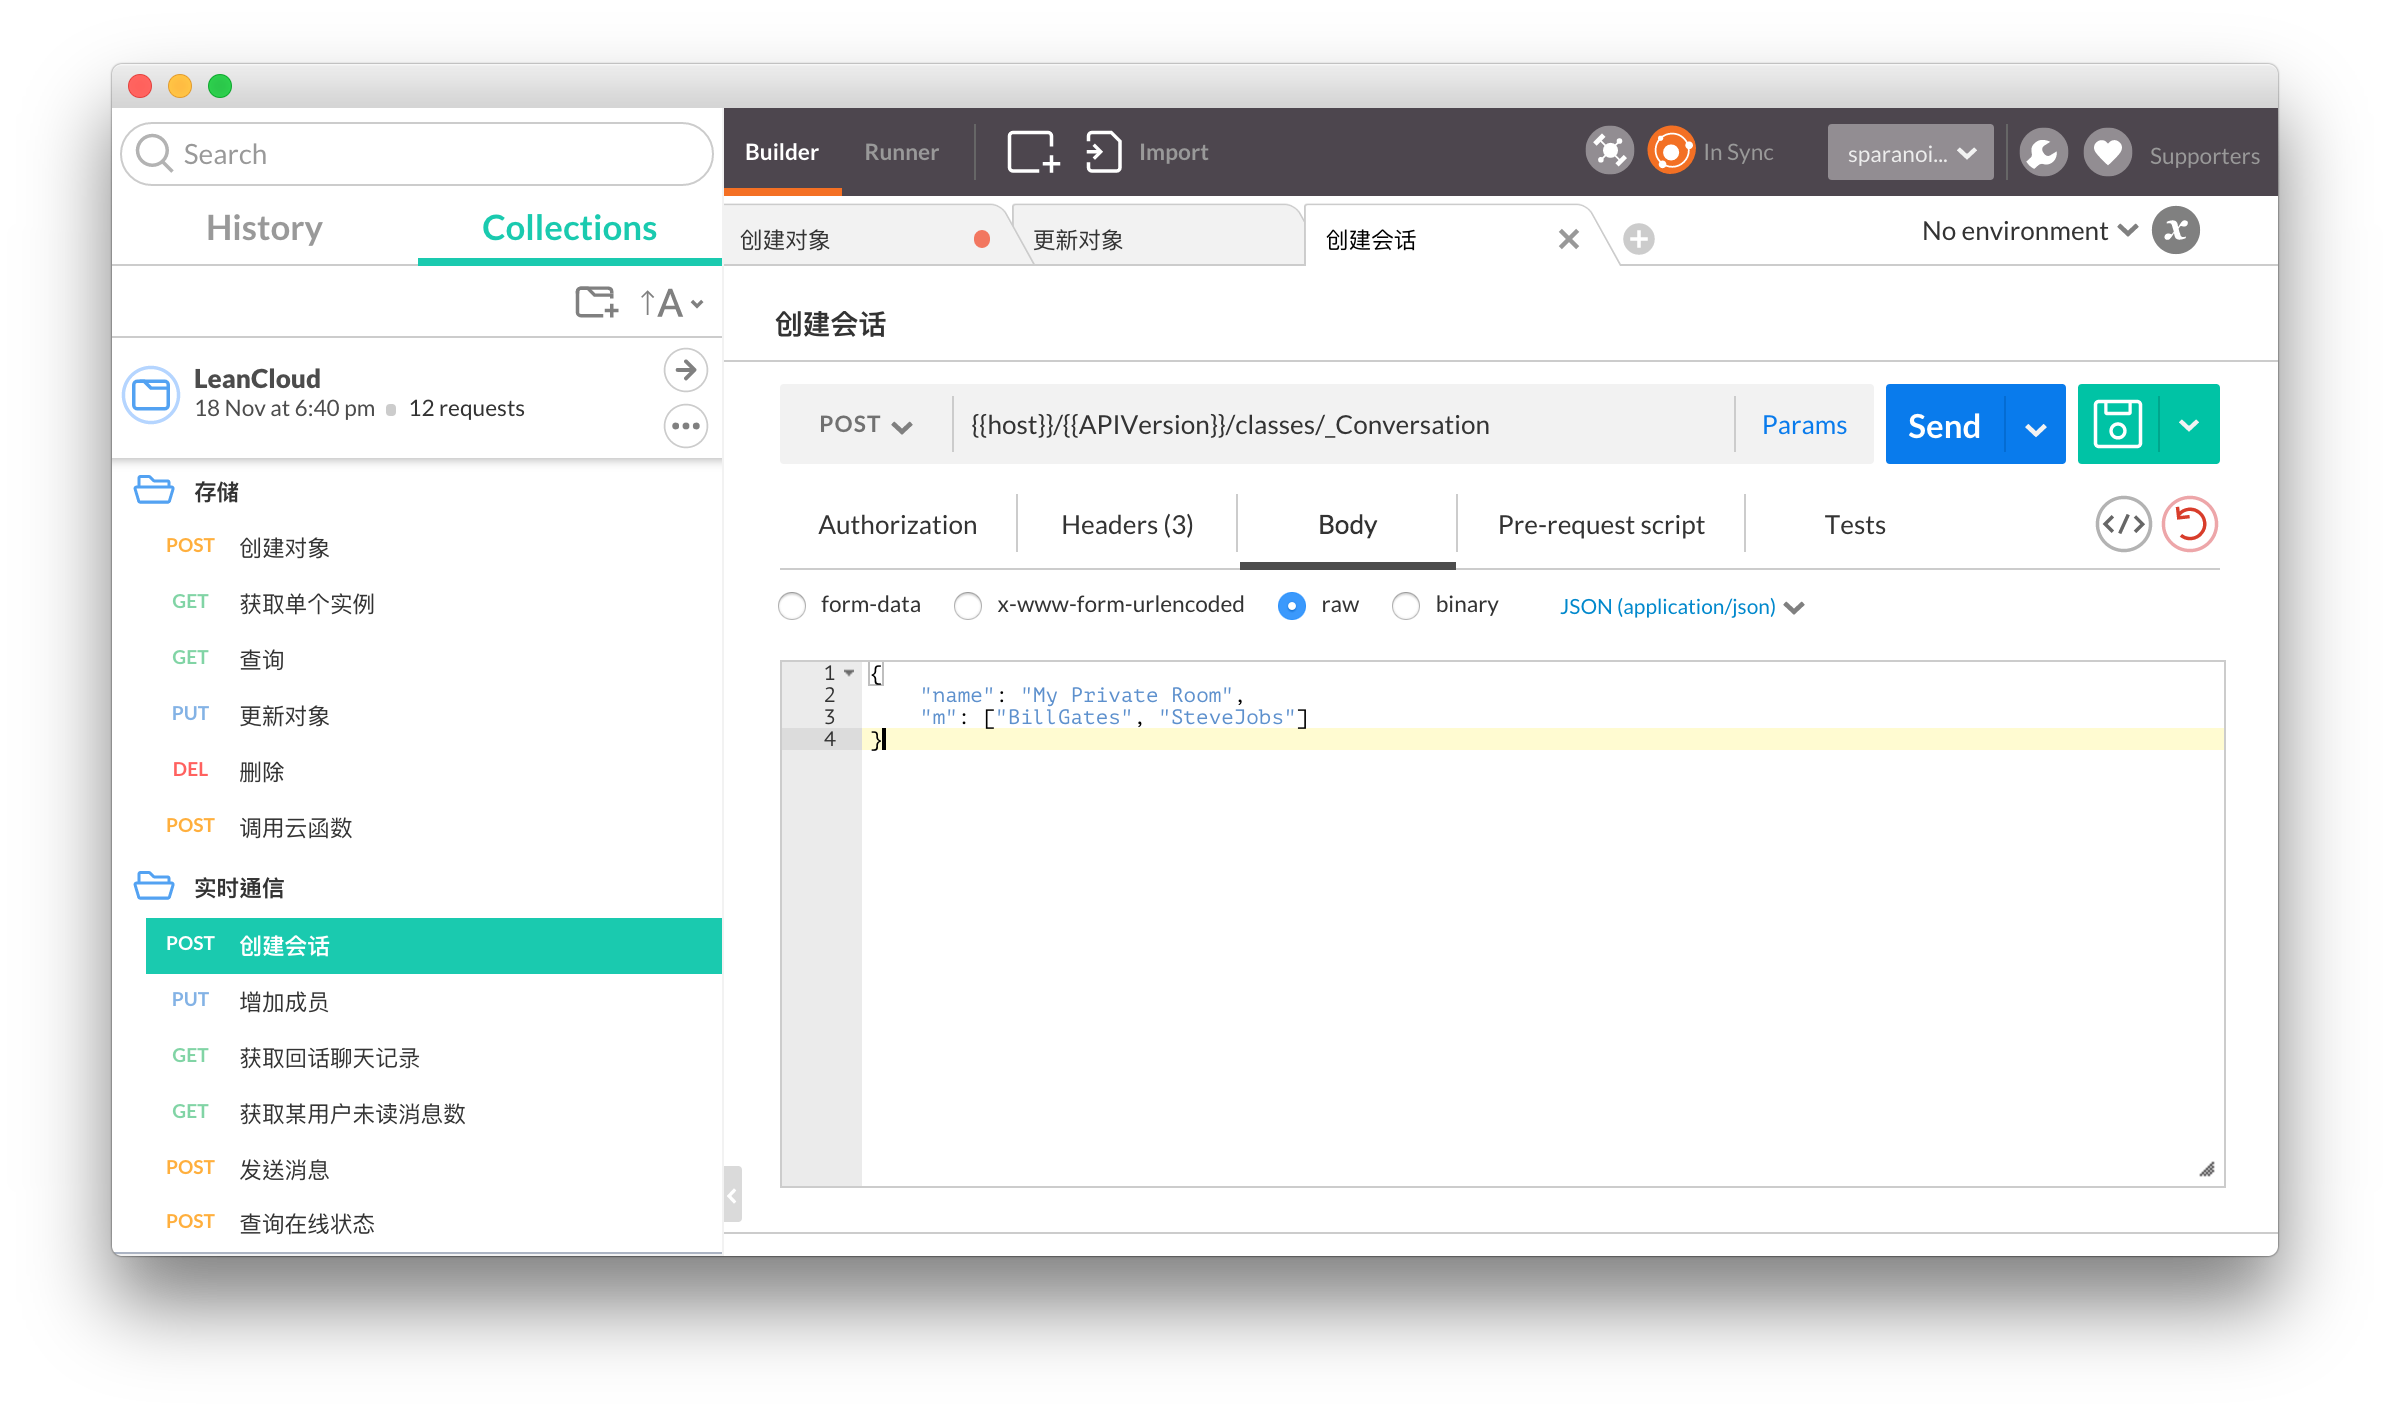 Search
History
Collections
↑A
LeanCloud
18 Nov at 6:40 pm
12 requests
存储
POST 创建对象
GET 获取单个实例
GET 查询
PUT 更新对象
DEL 删除
POST 调用云函数
实时通信
POST 创建会话
PUT 增加成员
GET 获取回话聊天记录
GET 获取某用户未读消息数
POST 发送消息
POST 查询在线状态
Builder
Runner
Import
In Sync
sparanoi...
Supporters
创建对象
更新对象
创建会话
No environment
x
创建会话
POST
{{host}}/{{APIVersion}}/classes/_Conversation
Params
Send
Authorization
Headers (3)
Body
Pre-request script
Tests
</>
form-data
x-www-form-urlencoded
raw
binary
JSON (application/json)
1 {
2 "name": "My Private Room",
3 "m": ["BillGates", "SteveJobs"]
4 }